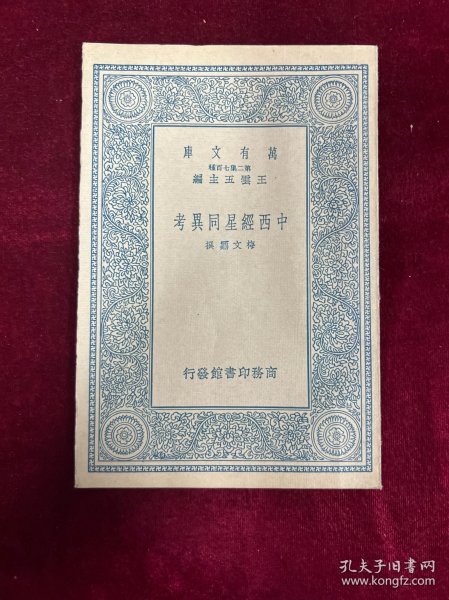 萬有文庫
第二集七百種
王雲五主編
中西經星同異考
梅文鼏撰
商務印書館發行
孔夫子旧书网
www.kongfz.com